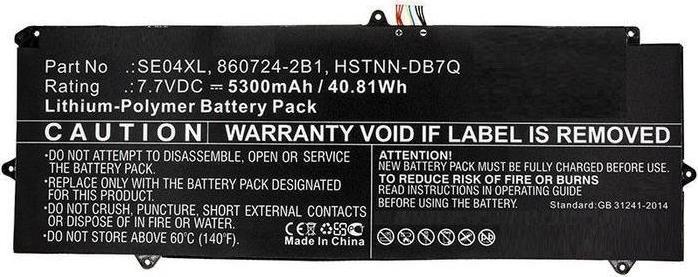 Part No :SE04XL, 860724-2B1, HSTNN-DB7Q
Rating :7.7VDC ⎓ 5300mAh / 40.81Wh
Lithium-Polymer Battery Pack
CAUTION WARRANTY VOID IF LABEL IS REMOVED
•DO NOT ATTEMPT TO DISASSEMBLE, OPEN OR SERVICE
THE BATTERY PACK.
•REPLACE ONLY WITH THE BATTERY PACK DESIGNATED
FOR THIS PRODUCT.
•DO NOT CRUSH, PUNCTURE, SHORT EXTERNAL CONTACTS
OR DISPOSE OF IN FIRE OR WATER.
•DO NOT STORE ABOVE 60℃ (140℉).
ATTENTION!
NEW BATTERY PACK MUST BE FULLY CHARGED BEFORE USE.
TO REDUCE RISK OF FIRE OR BURNS
READ INSTRUCTIONS IN OPERATING GUIDE
BEFORE USING BATTERY.
Standard:GB 31241-2014
CE
Made In China